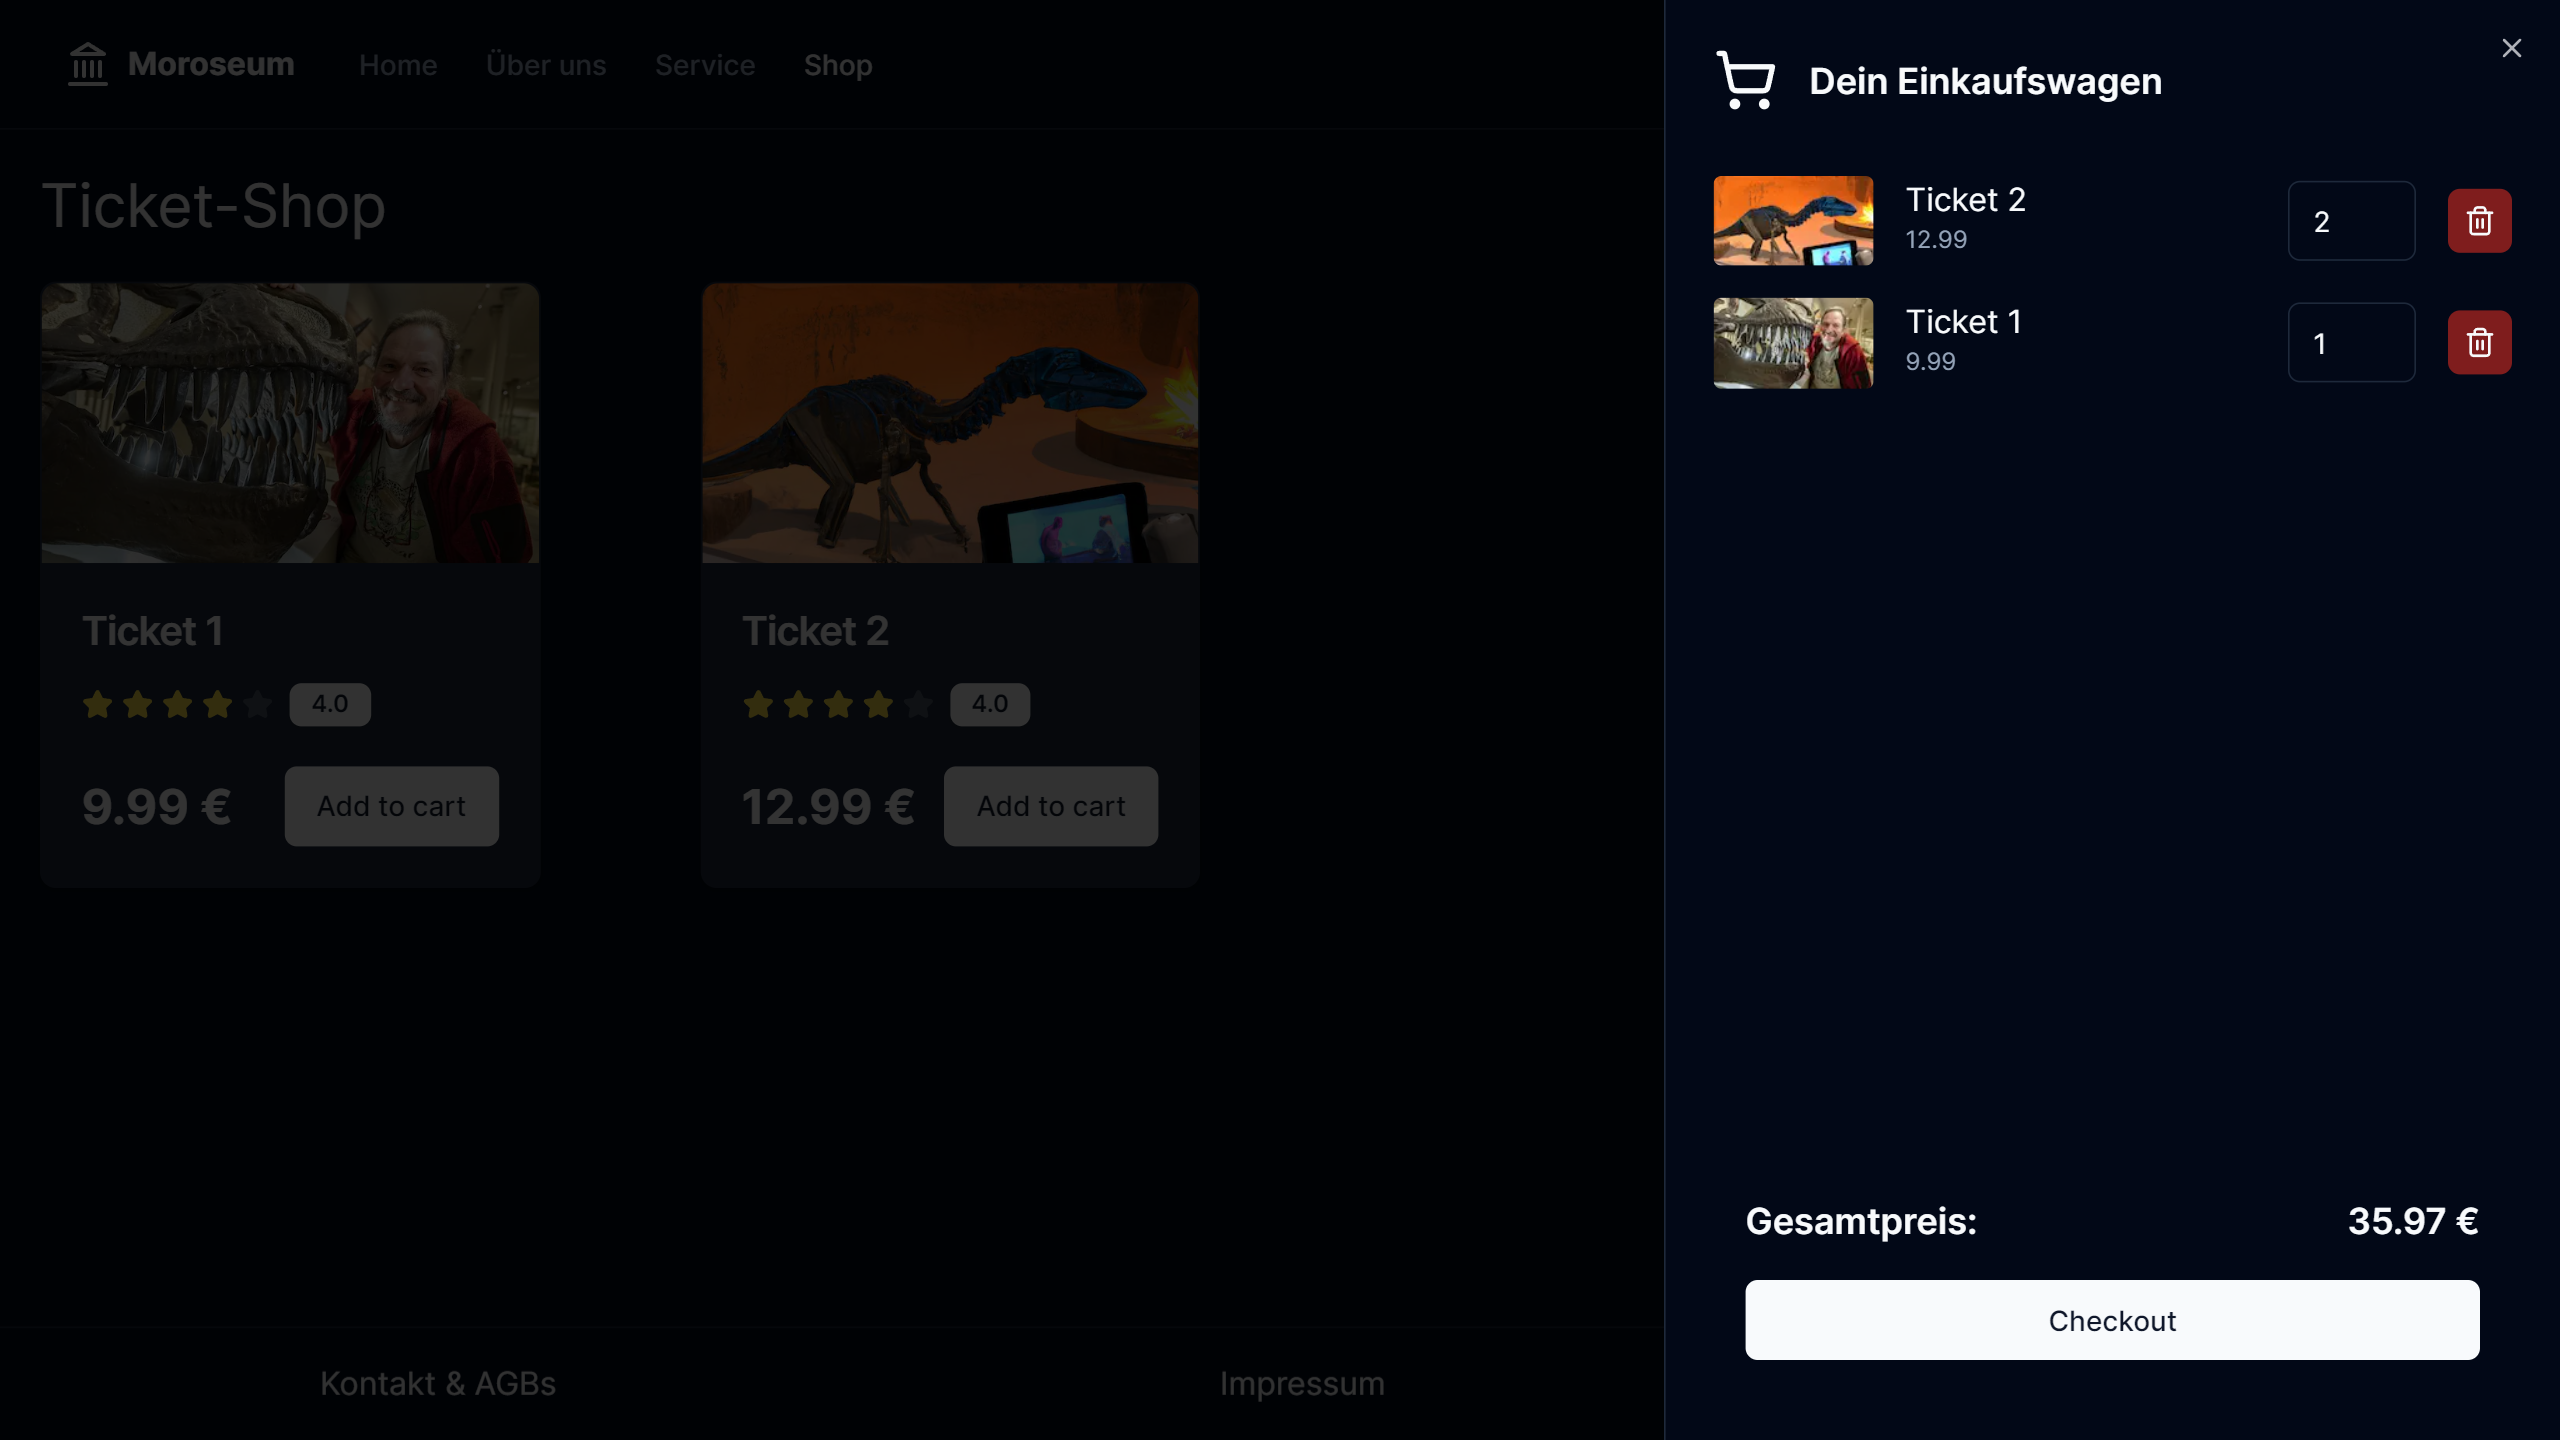 Moroseum
Home
Über uns
Service
Shop
Ticket-Shop
Ticket 1
4.0
9.99 €
Add to cart
Ticket 2
4.0
12.99 €
Add to cart
Kontakt & AGBs
Impressum
Dein Einkaufswagen
Ticket 2
12.99
2
Ticket 1
9.99
1
Gesamtpreis:
35.97 €
Checkout